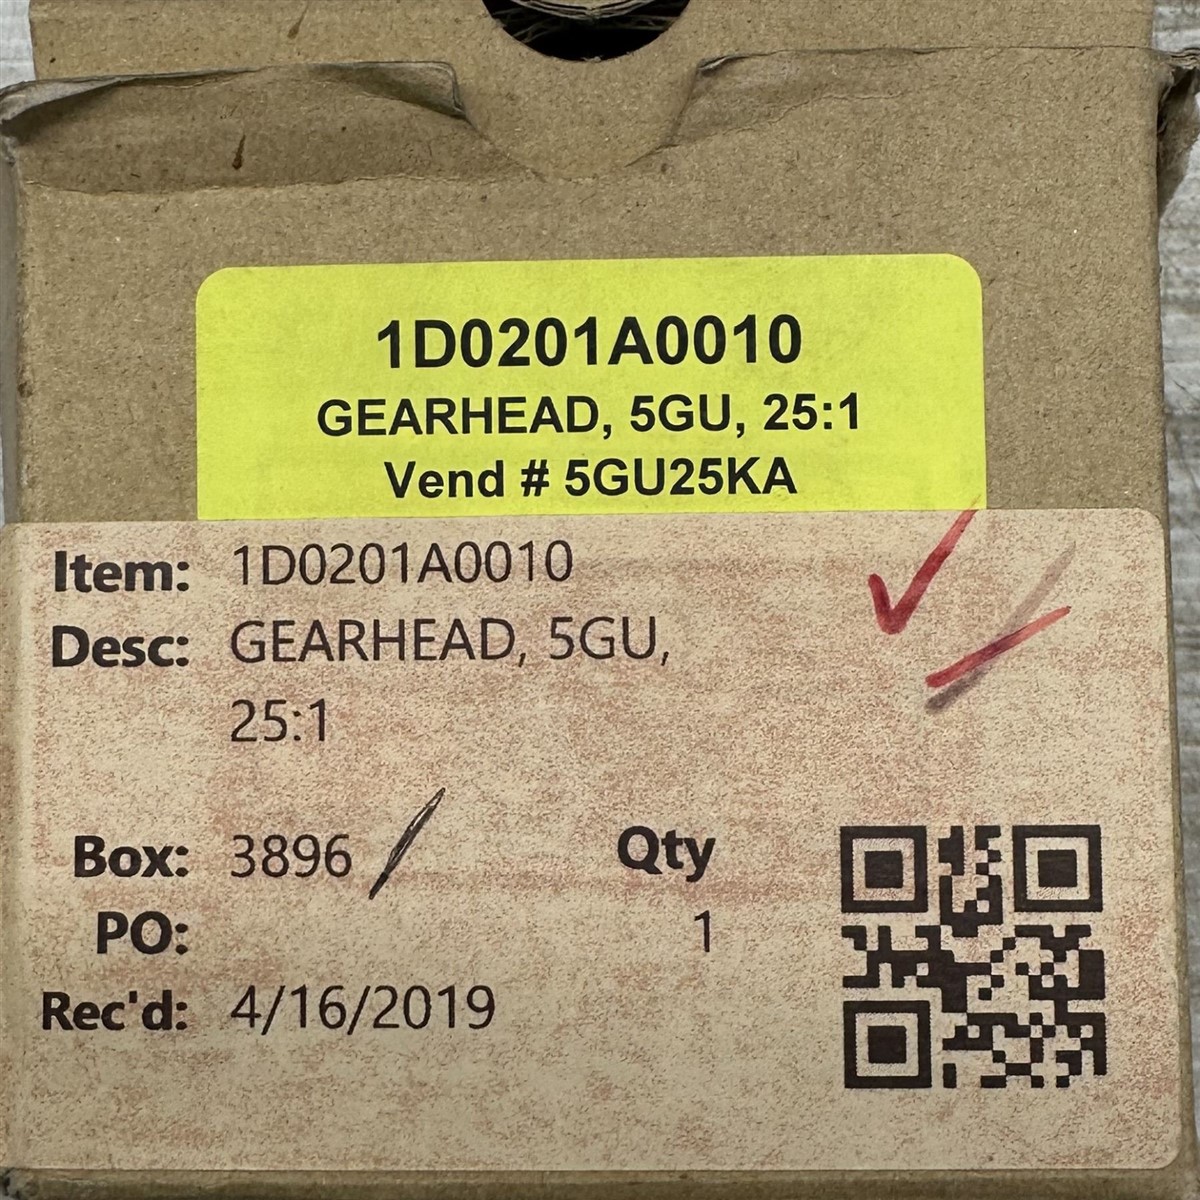 1D0201A0010
GEARHEAD, 5GU, 25:1
Vend # 5GU25KA
Item: 1D0201A0010
Desc: GEARHEAD, 5GU,
25:1
Box: 3896 Qty
PO: 1
Rec'd: 4/16/2019